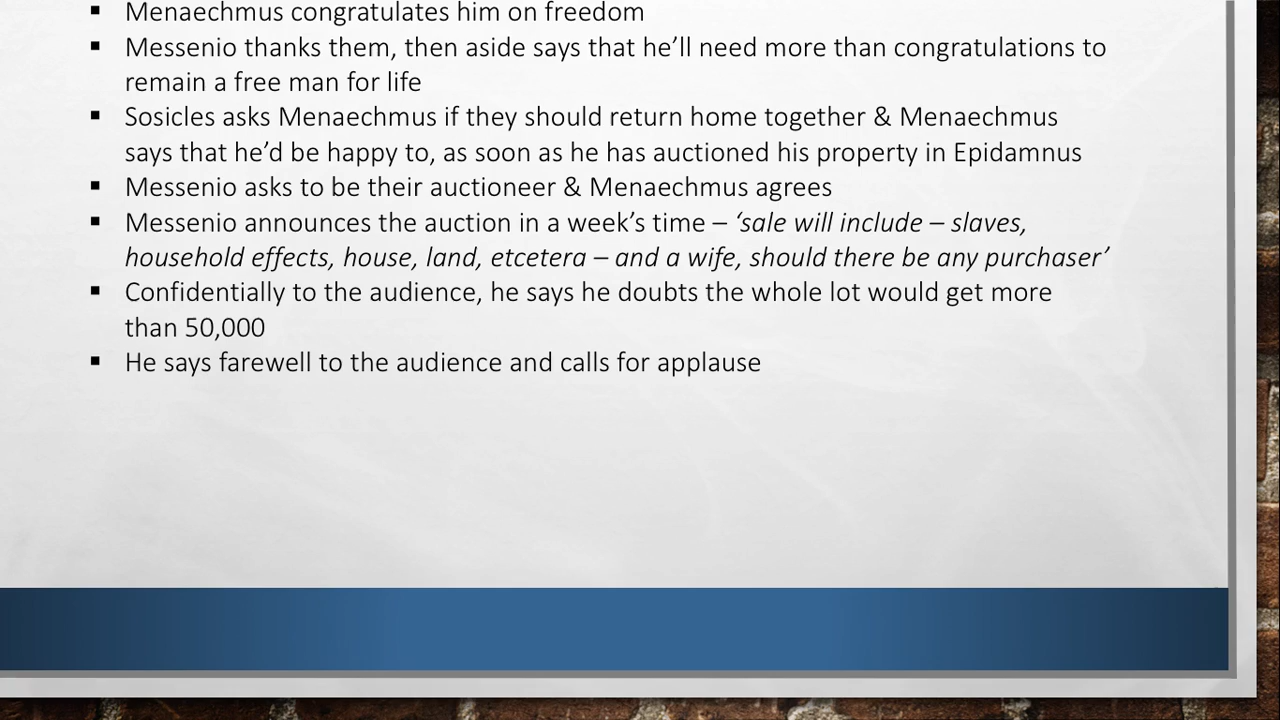 ▪ Menaechmus congratulates him on freedom
▪ Messenio thanks them, then aside says that he’ll need more than congratulations to
remain a free man for life
▪ Sosicles asks Menaechmus if they should return home together & Menaechmus
says that he’d be happy to, as soon as he has auctioned his property in Epidamnus
▪ Messenio asks to be their auctioneer & Menaechmus agrees
▪ Messenio announces the auction in a week’s time – ‘sale will include – slaves,
household effects, house, land, etcetera – and a wife, should there be any purchaser’
▪ Confidentially to the audience, he says he doubts the whole lot would get more
than 50,000
▪ He says farewell to the audience and calls for applause